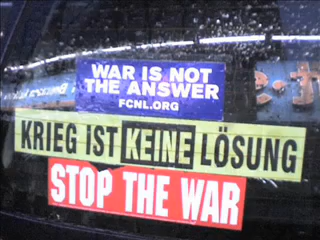 WAR IS NOT
THE ANSWER
FCNL.ORG
KRIEG IST KEINE LÖSUNG
STOP THE WAR